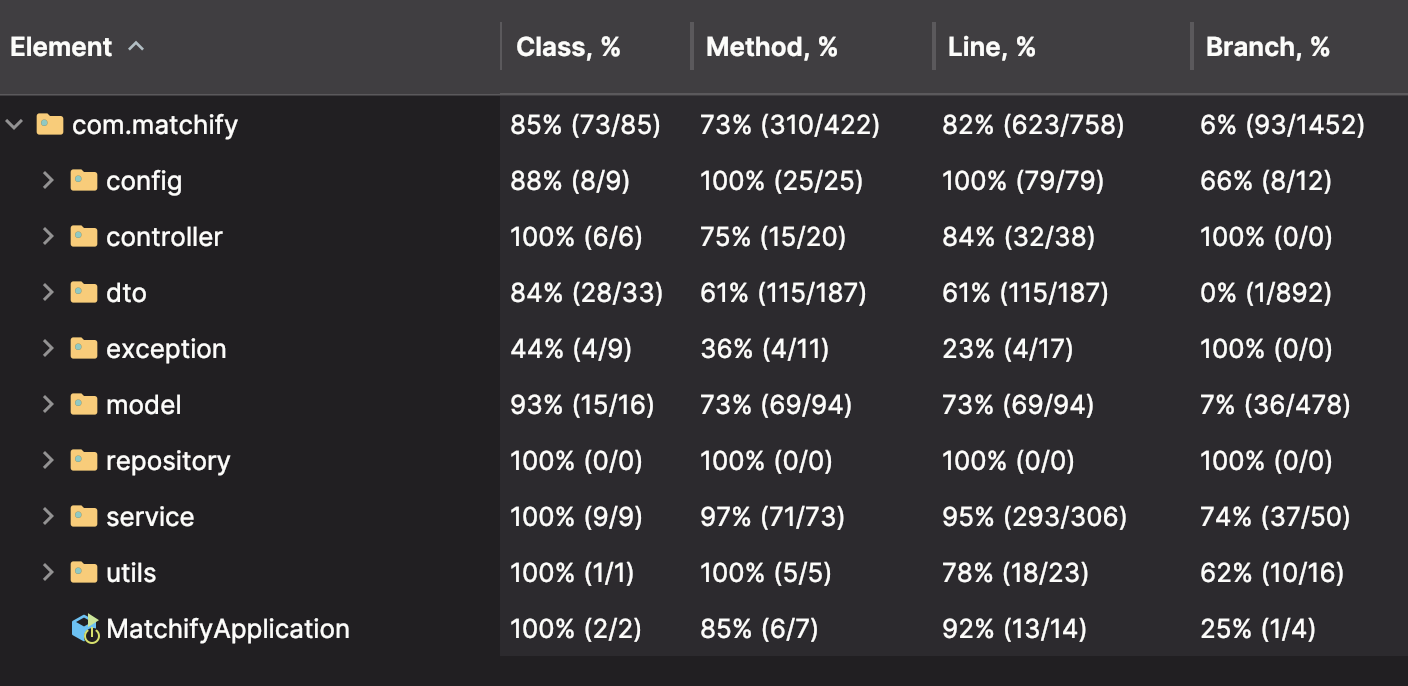 Element Class, % Method, % Line, % Branch, %
com.matchify 85% (73/85) 73% (310/422) 82% (623/758) 6% (93/1452)
config 88% (8/9) 100% (25/25) 100% (79/79) 66% (8/12)
controller 100% (6/6) 75% (15/20) 84% (32/38) 100% (0/0)
dto 84% (28/33) 61% (115/187) 61% (115/187) 0% (1/892)
exception 44% (4/9) 36% (4/11) 23% (4/17) 100% (0/0)
model 93% (15/16) 73% (69/94) 73% (69/94) 7% (36/478)
repository 100% (0/0) 100% (0/0) 100% (0/0) 100% (0/0)
service 100% (9/9) 97% (71/73) 95% (293/306) 74% (37/50)
utils 100% (1/1) 100% (5/5) 78% (18/23) 62% (10/16)
MatchifyApplication 100% (2/2) 85% (6/7) 92% (13/14) 25% (1/4)